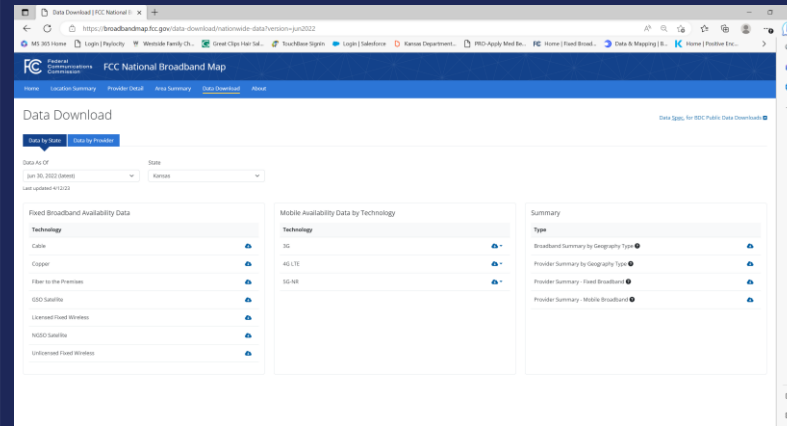 Data Download | FCC National B
https://broadbandmap.fcc.gov/data-download/nationwide-data?version=jun2022
MS 365 Home Login | Paylocity Westside Family Ch... Great Clips Hair Sal... TouchBase Signin Login | Salesforce Kansas Department... PRO-Apply Med Be... Home | Fixed Broad... Data & Mapping | B... Home | Positive Enc...
Federal
Communications
Commission
FCC National Broadband Map
Home Location Summary Provider Detail Area Summary Data Download About
Data Download
Data Spec. for BDC Public Data Downloads
Data by State Data by Provider
Data As Of State
Jun 30, 2022 (latest) Kansas
Last updated 4/12/23
Fixed Broadband Availability Data
Technology
Cable
Copper
Fiber to the Premises
GSO Satellite
Licensed Fixed Wireless
NGSO Satellite
Unlicensed Fixed Wireless
Mobile Availability Data by Technology
Technology
3G
4G LTE
5G-NR
Summary
Type
Broadband Summary by Geography Type
Provider Summary by Geography Type
Provider Summary - Fixed Broadband
Provider Summary - Mobile Broadband